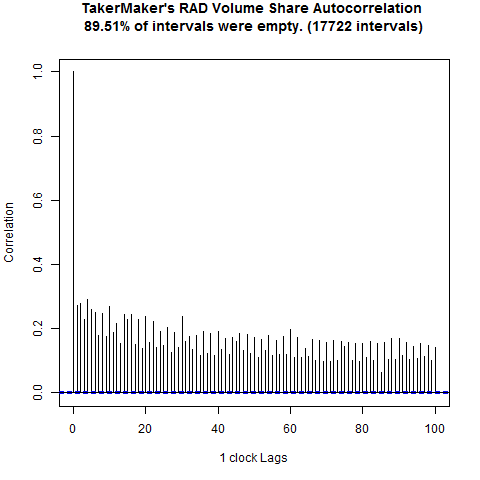 TakerMaker's RAD Volume Share Autocorrelation
89.51% of intervals were empty. (17722 intervals)
1.0
0.8
0.6
0.4
0.2
0.0
Correlation
0 20 40 60 80 100
1 clock Lags